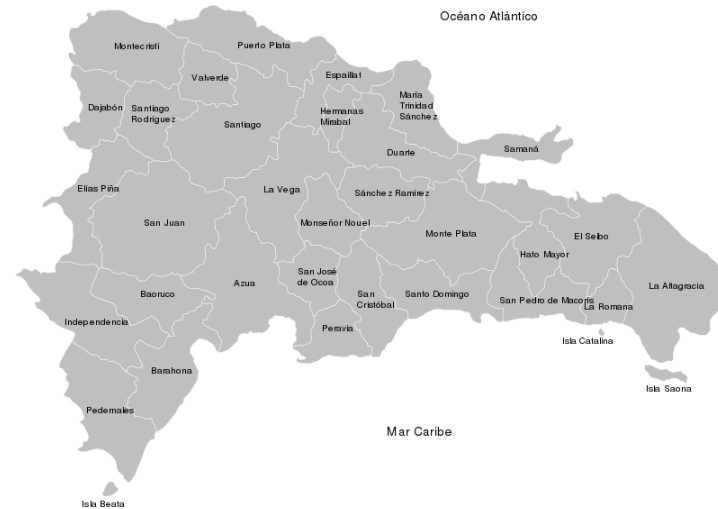 Océano Atlántico
Montecristi
Puerto Plata
Valverde
Espaillat
Dajabón
Santiago
Rodríguez
Santiago
Hermanas
Mirabal
María
Trinidad
Sánchez
Duarte
Samaná
Elías Piña
La Vega
Sánchez Ramírez
San Juan
Monseñor Nouel
Monte Plata
El Seibo
Hato Mayor
Baoruco
Azua
San José
de Ocoa
San
Cristóbal
Santo Domingo
San Pedro de Macorís
La Romana
La Altagracia
Independencia
Peravia
Isla Catalina
Barahona
Isla Saona
Pedernales
Mar Caribe
Isla Beata